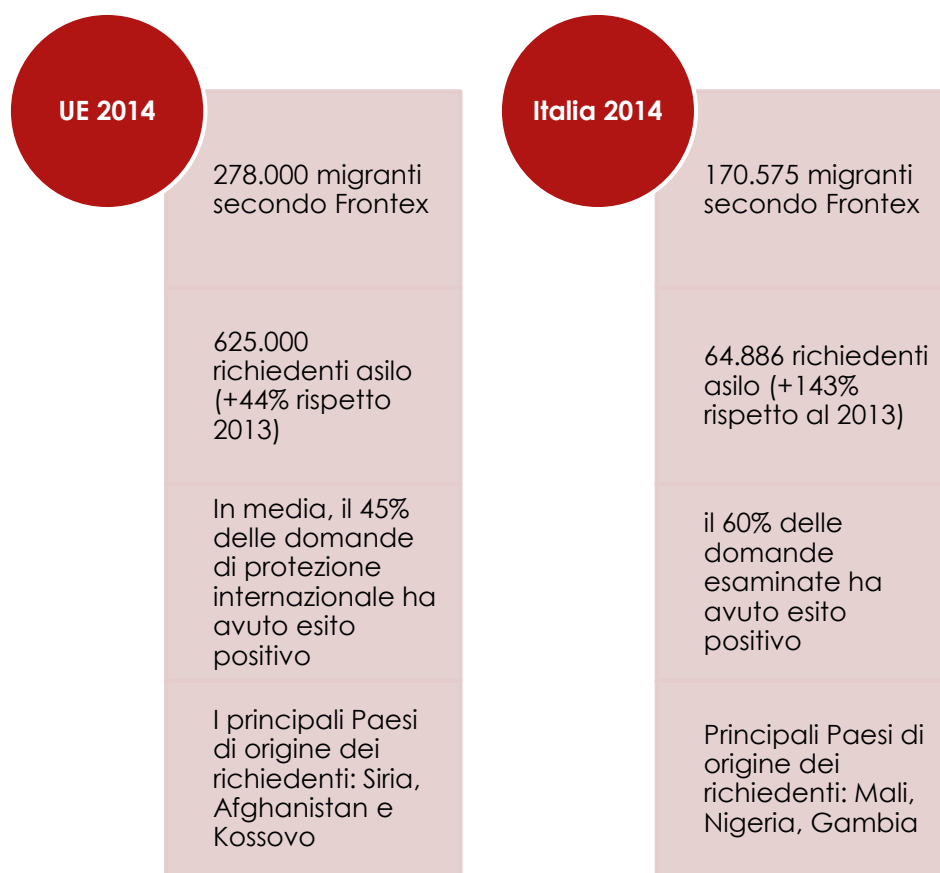 UE 2014
278.000 migranti
secondo Frontex
625.000
richiedenti asilo
(+44% rispetto
2013)
In media, il 45%
delle domande
di protezione
internazionale ha
avuto esito
positivo
I principali Paesi
di origine dei
richiedenti: Siria,
Afghanistan e
Kossovo
Italia 2014
170.575 migranti
secondo Frontex
64.886 richiedenti
asilo (+143%
rispetto al 2013)
il 60% delle
domande
esaminate ha
avuto esito
positivo
Principali Paesi di
origine dei
richiedenti: Mali,
Nigeria, Gambia